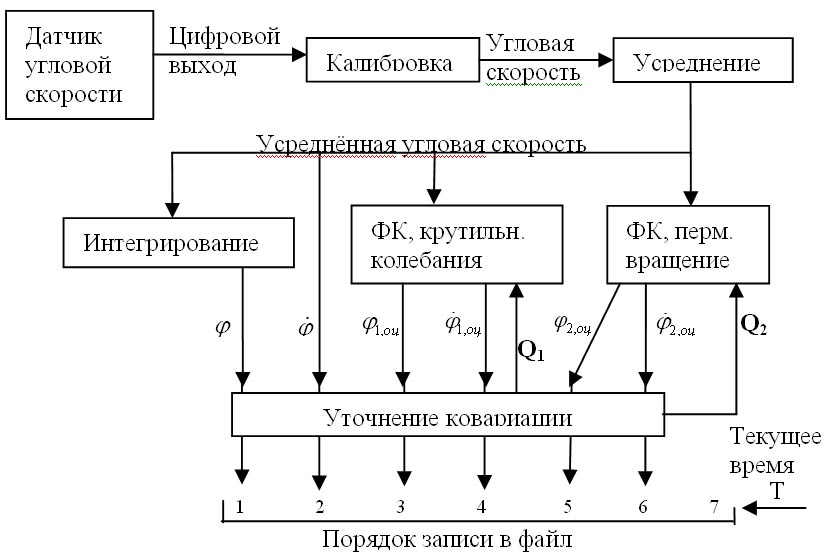 Датчик
угловой
скорости
Цифровой
выход
Калибровка
Угловая
скорость
Усреднение
Усреднённая угловая скорость
Интегрирование
ФК, крутильн.
колебания
ФК, перм.
вращение
φ
φ̇
φ1,оц
φ̇1,оц
Q1
φ2,оц
φ̇2,оц
Q2
Уточнение ковариации
Текущее
время
T
1 2 3 4 5 6 7
Порядок записи в файл